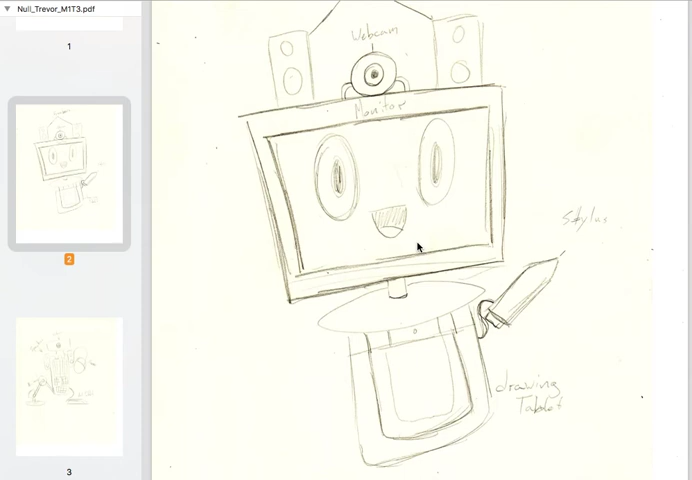 Null_Trevor_M1T3.pdf
1
2
3
Webcam
Monitor
Stylus
drawing
Tablet